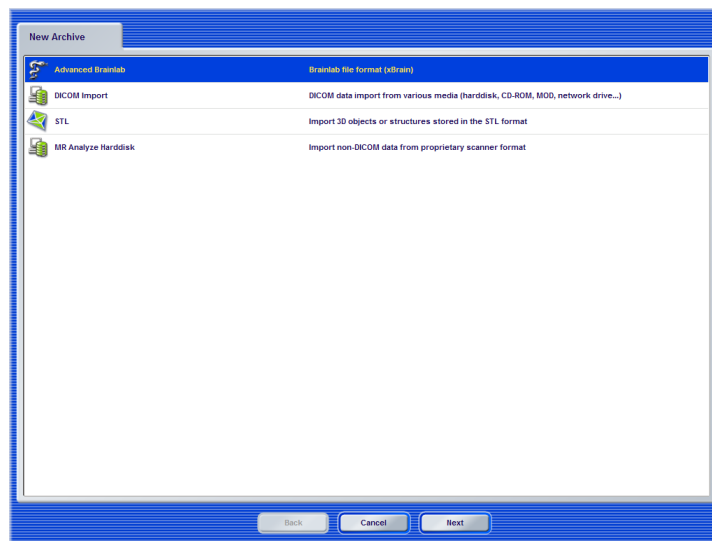 New Archive
Advanced Brainlab Brainlab file format (xBrain)
DICOM Import DICOM data import from various media (harddisk, CD-ROM, MOD, network drive...)
STL Import 3D objects or structures stored in the STL format
MR Analyze Harddisk Import non-DICOM data from proprietary scanner format
Back Cancel Next